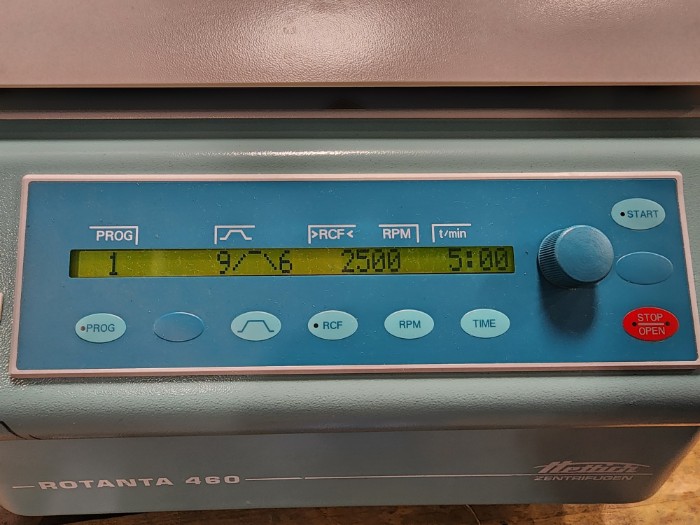 PROG >RCF< RPM t/min
1 9/‾\6 2500 5:00
START
PROG RCF RPM TIME
STOP
OPEN
ROTANTA 460
Hettich
ZENTRIFUGEN